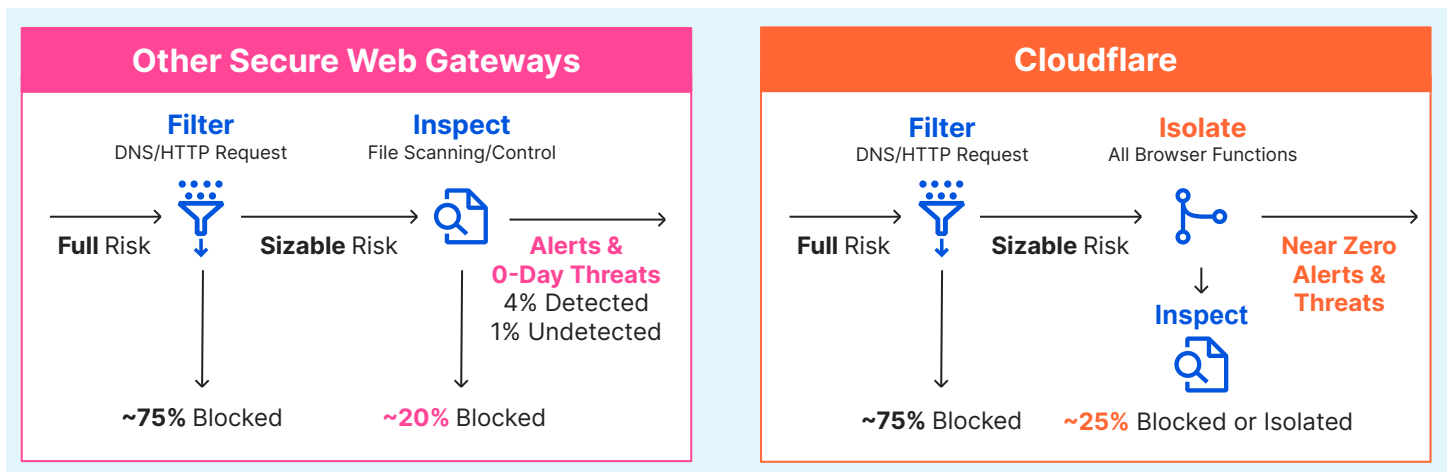 Other Secure Web Gateways
Filter
DNS/HTTP Request
Inspect
File Scanning/Control
Full Risk
Sizable Risk
Alerts &
0-Day Threats
4% Detected
1% Undetected
~75% Blocked
~20% Blocked
Cloudflare
Filter
DNS/HTTP Request
Isolate
All Browser Functions
Full Risk
Sizable Risk
Near Zero
Alerts &
Threats
Inspect
~75% Blocked
~25% Blocked or Isolated